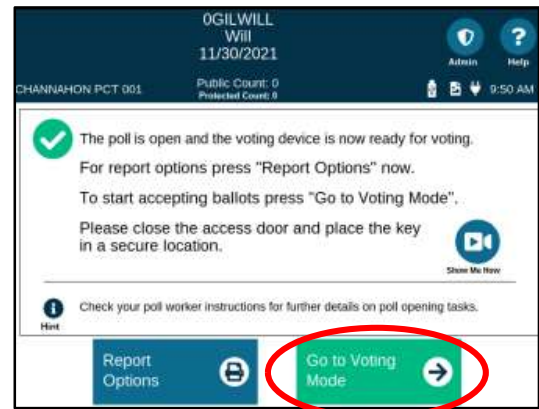 0GILWILL
Will
11/30/2021
Admin
Help
CHANNAHON PCT 001
Public Count: 0
Protected Count: 0
9:50 AM
The poll is open and the voting device is now ready for voting.
For report options press "Report Options" now.
To start accepting ballots press "Go to Voting Mode".
Please close the access door and place the key
in a secure location.
Show Me How
Hint
Check your poll worker instructions for further details on poll opening tasks.
Report
Options
Go to Voting
Mode